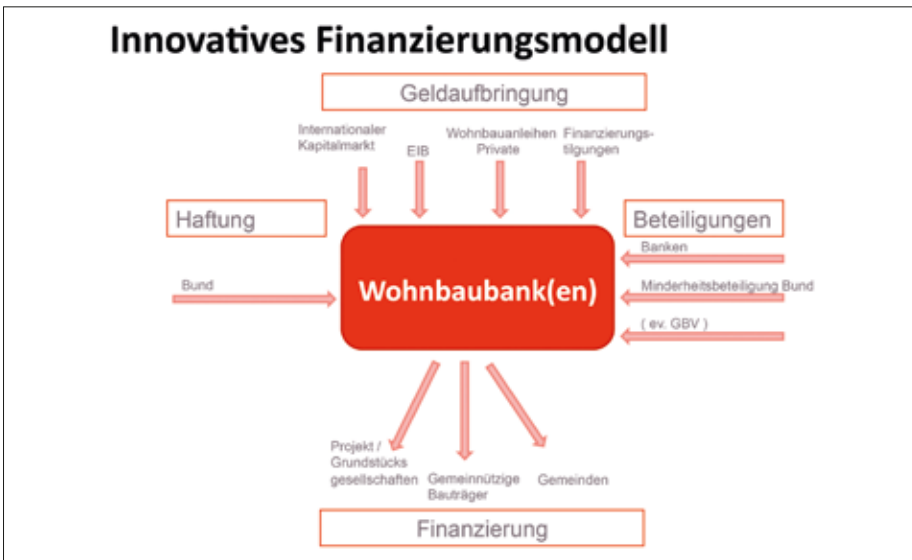 Innovatives Finanzierungsmodell
Geldaufbringung
Internationaler
Kapitalmarkt
EIB
Wohnbauanleihen
Private
Finanzierungs-
tilgungen
Haftung
Beteiligungen
Bund
Wohnbaubank(en)
Banken
Minderheitsbeteiligung Bund
( ev. GBV )
Projekt /
Grundstücks
gesellschaften
Gemeinnützige
Bauträger
Gemeinden
Finanzierung